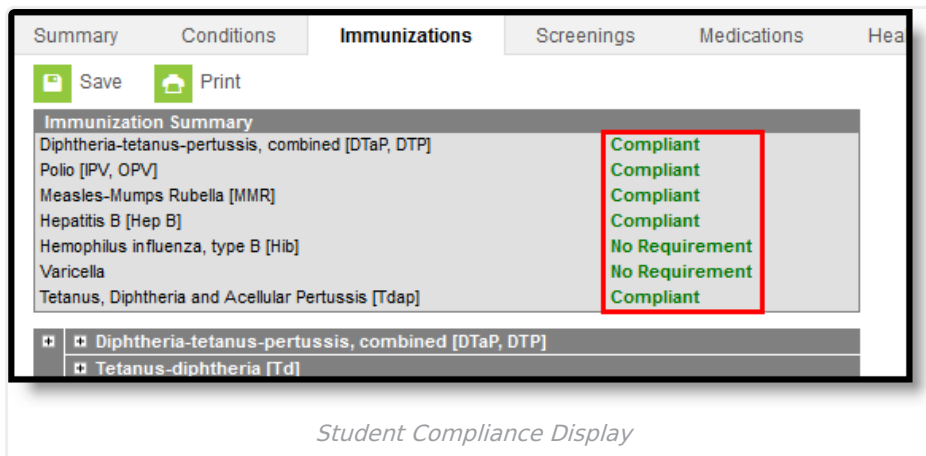 Summary Conditions Immunizations Screenings Medications Hea
Save Print
Immunization Summary
Diphtheria-tetanus-pertussis, combined [DTaP, DTP] Compliant
Polio [IPV, OPV] Compliant
Measles-Mumps Rubella [MMR] Compliant
Hepatitis B [Hep B] Compliant
Hemophilus influenza, type B [Hib] No Requirement
Varicella No Requirement
Tetanus, Diphtheria and Acellular Pertussis [Tdap] Compliant
Diphtheria-tetanus-pertussis, combined [DTaP, DTP]
Tetanus-diphtheria [Td]
Student Compliance Display